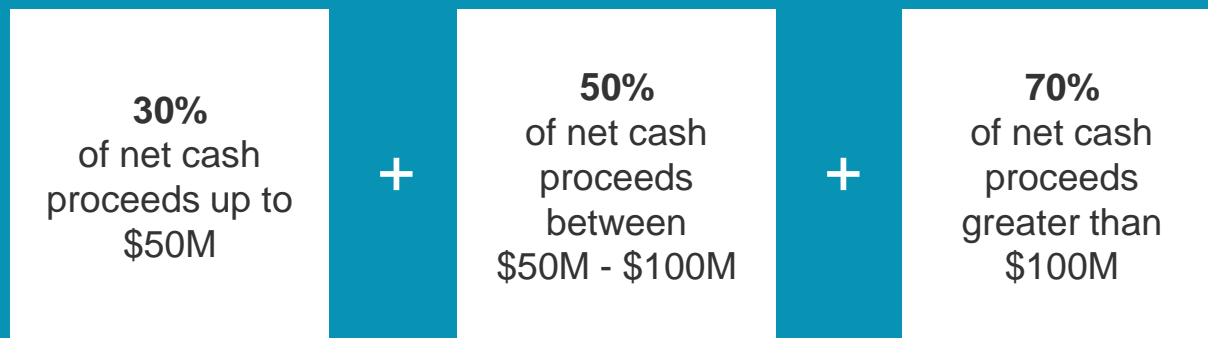 30%
of net cash
proceeds up to
$50M
+
50%
of net cash
proceeds
between
$50M - $100M
+
70%
of net cash
proceeds
greater than
$100M